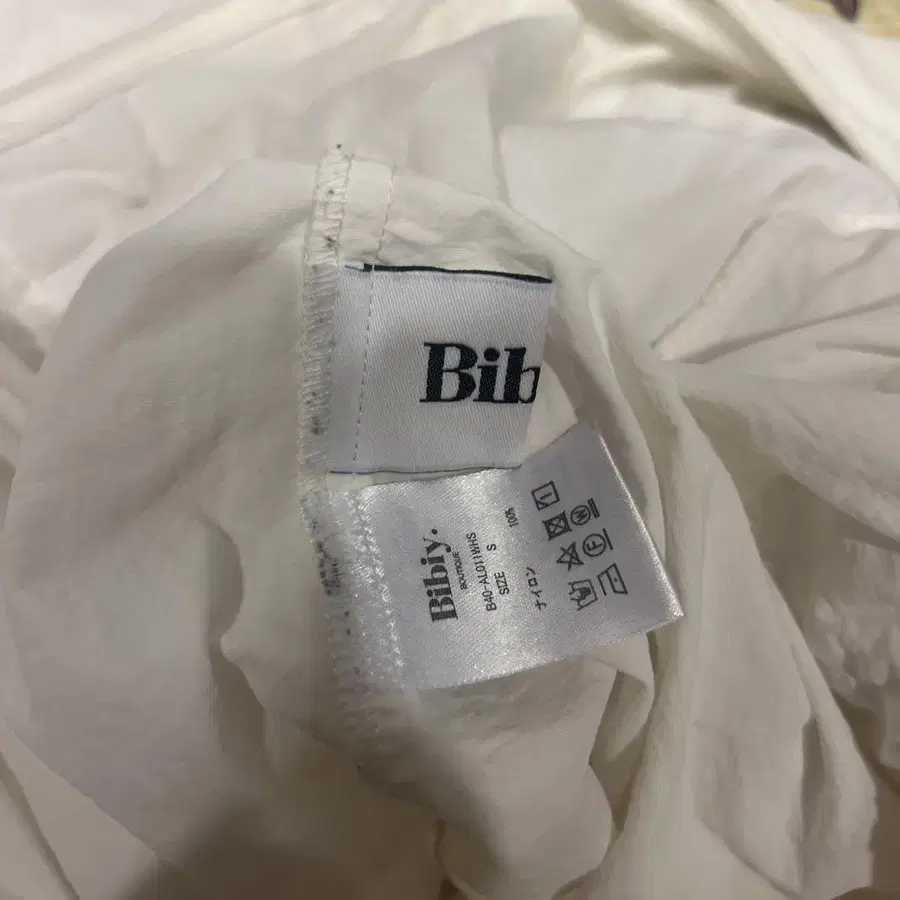 Bib
Bibiy.
BOUTIQUE
B40-AL011WHS
SIZE S
ナイロン 100%